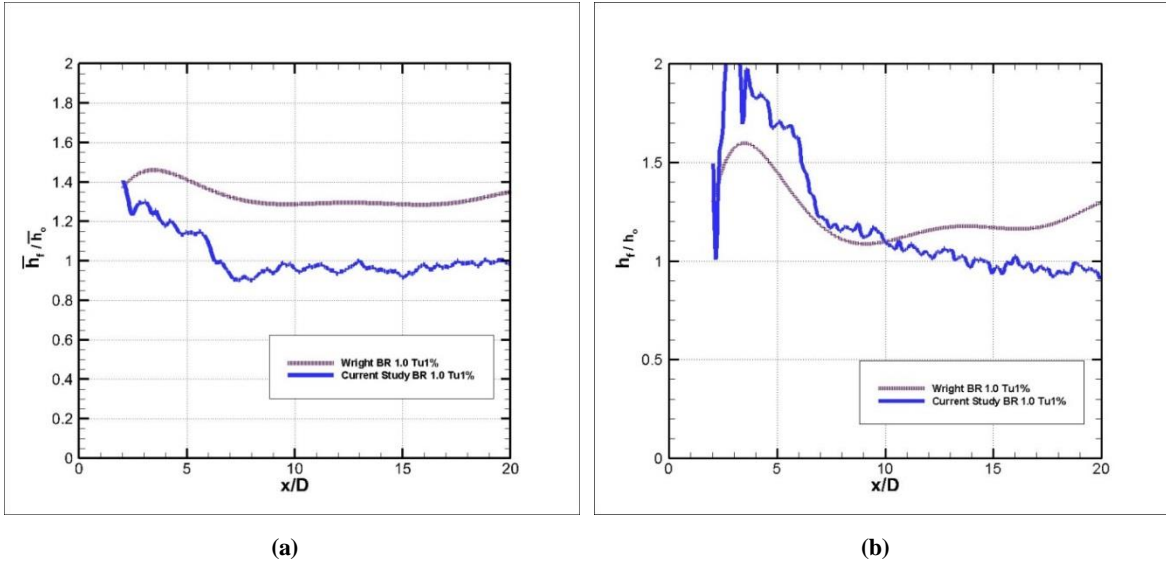 2
1.8
1.6
1.4
1.2
1
0.8
0.6
0.4
0.2
0
0 5 10 15 20
h̅f / h̅o
x/D
Wright BR 1.0 Tu1%
Current Study BR 1.0 Tu1%
(a)
2
1.5
1
0.5
0
0 5 10 15 20
hf / ho
x/D
Wright BR 1.0 Tu1%
Current Study BR 1.0 Tu1%
(b)